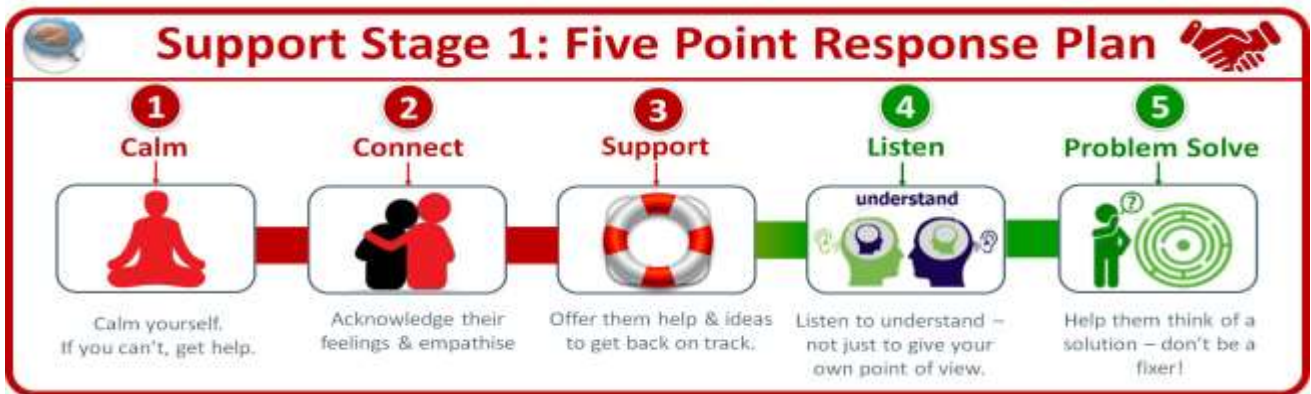 Support Stage 1: Five Point Response Plan
1
Calm
Calm yourself.
If you can't, get help.
2
Connect
Acknowledge their
feelings & empathise
3
Support
Offer them help & ideas
to get back on track.
4
Listen
understand
Listen to understand –
not just to give your
own point of view.
5
Problem Solve
?
Help them think of a
solution – don't be a
fixer!